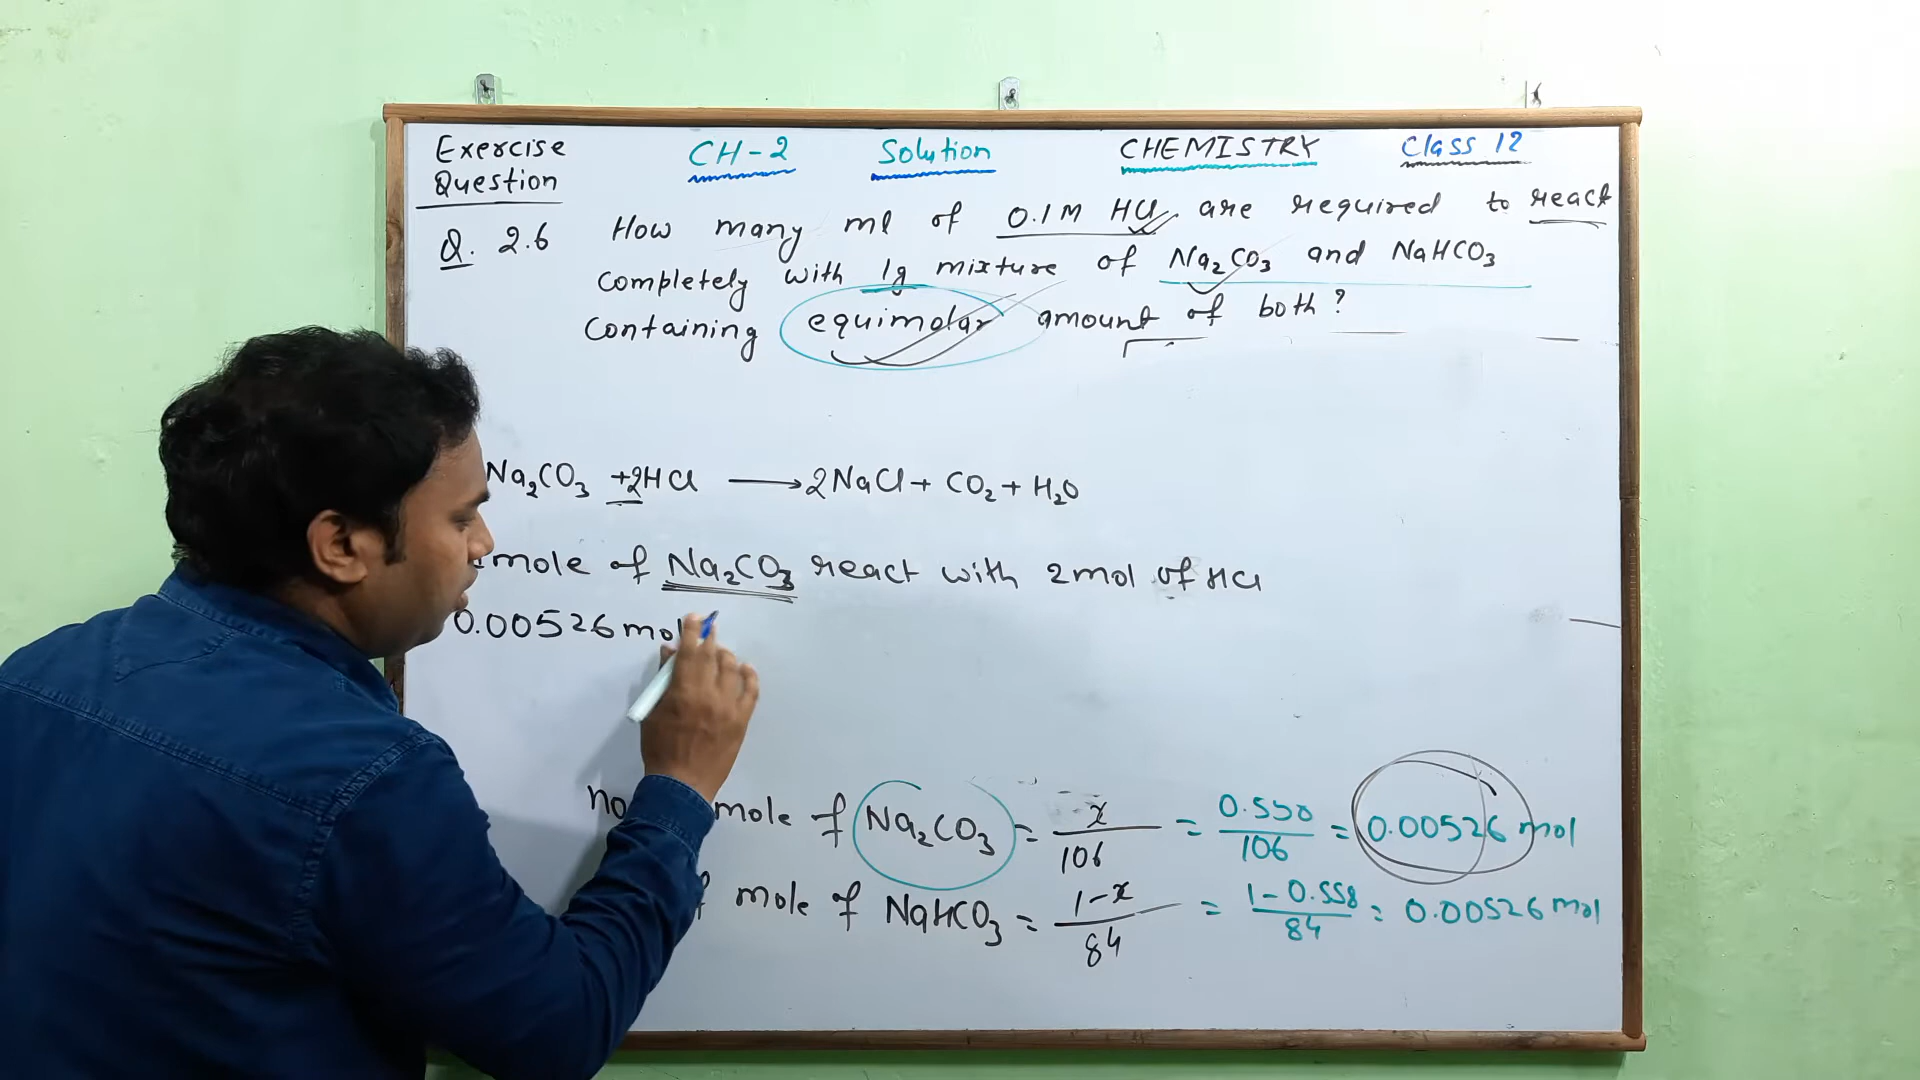 Exercise Question
CH-2 Solution CHEMISTRY Class 12
Q. 2.6 How many ml of 0.1M HCl are required to react
completely with 1g mixture of Na₂CO₃ and NaHCO₃
containing equimolar amount of both?
Na₂CO₃ + 2HCl ⟶ 2NaCl + CO₂ + H₂O
mole of Na₂CO₃ react with 2mol of HCl
0.00526 mol
mole of Na₂CO₃ = x/106 = 0.558/106 = 0.00526 mol
of mole of NaHCO₃ = 1-x/84 = 1-0.558/84 = 0.00526 mol